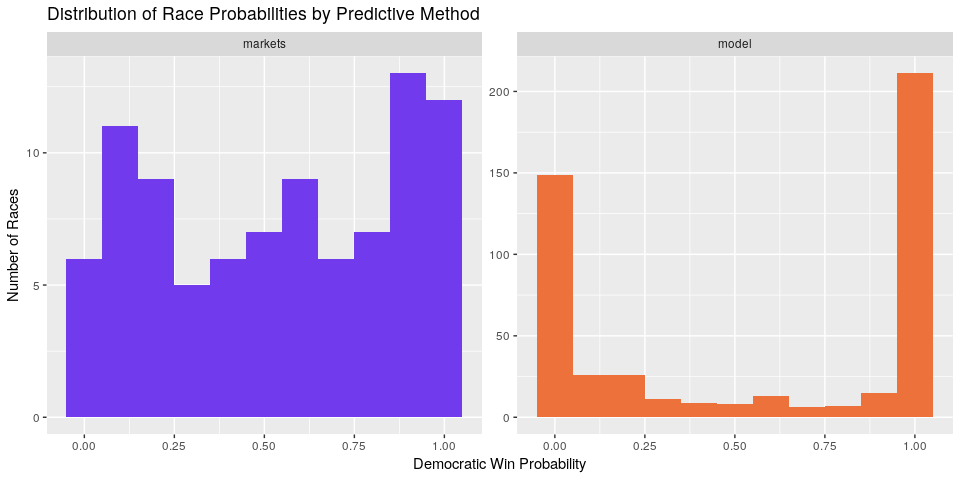 Distribution of Race Probabilities by Predictive Method
markets
model
Number of Races
10
5
0
200
150
100
50
0
0.00 0.25 0.50 0.75 1.00
0.00 0.25 0.50 0.75 1.00
Democratic Win Probability